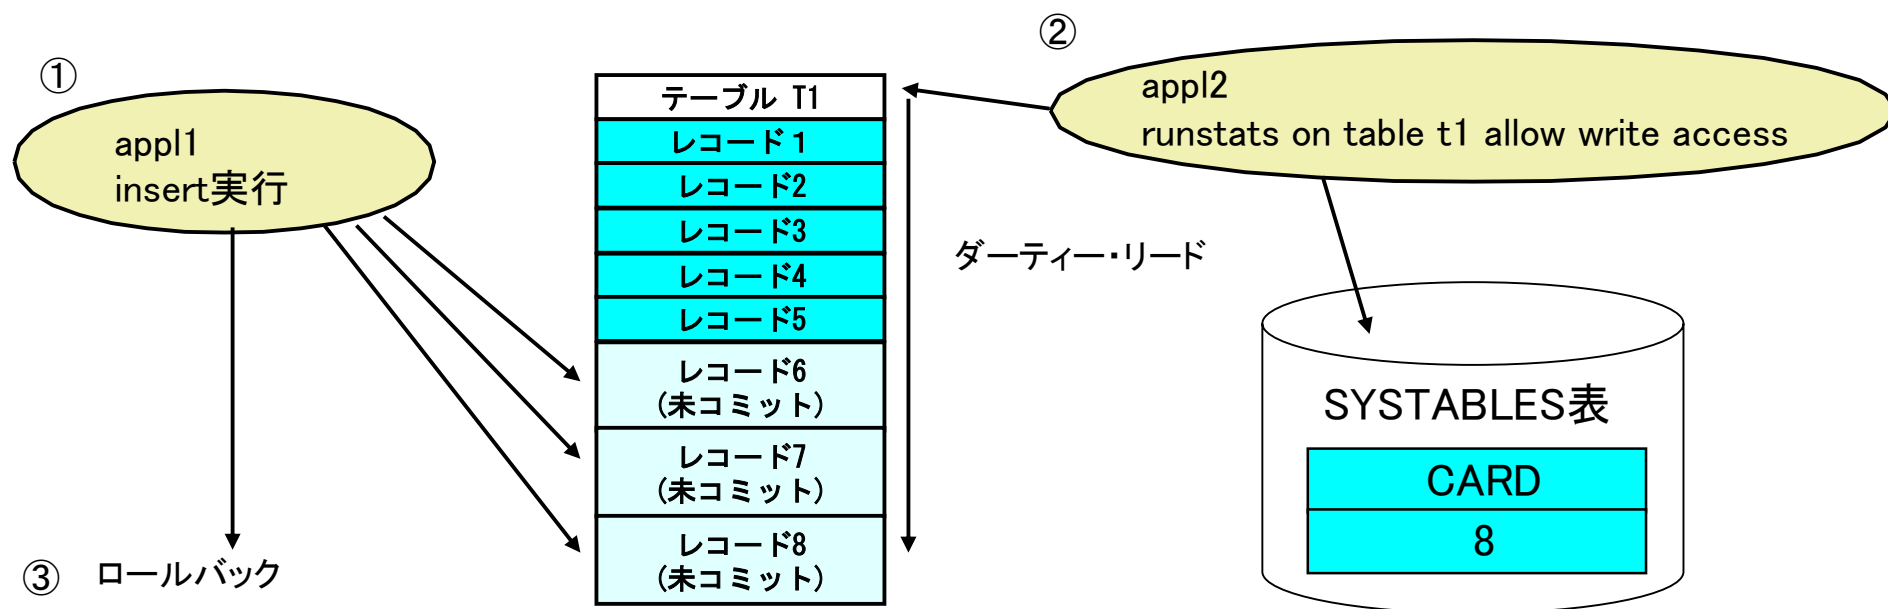 ①
appl1
insert実行
③ ロールバック
テーブル T1
レコード1
レコード2
レコード3
レコード4
レコード5
レコード6
(未コミット)
レコード7
(未コミット)
レコード8
(未コミット)
②
appl2
runstats on table t1 allow write access
ダーティー・リード
SYSTABLES表
CARD
8